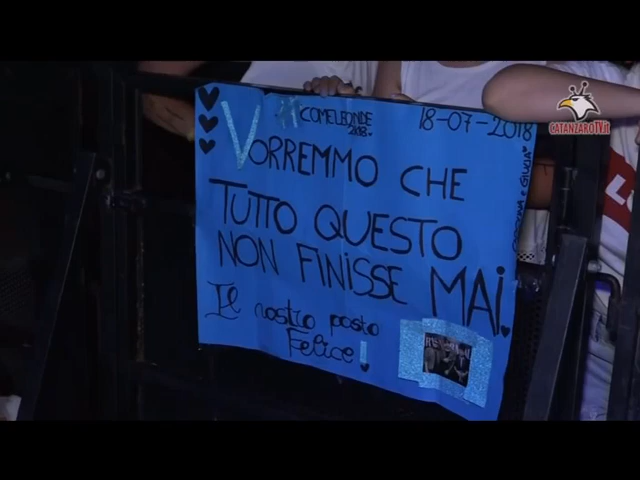 #COMELEONDE
2018
18-07-2018
VORREMMO CHE
TUTTO QUESTO
NON FINISSE MAI.
Il nostro posto
Felice!
CATANZAROTV.it